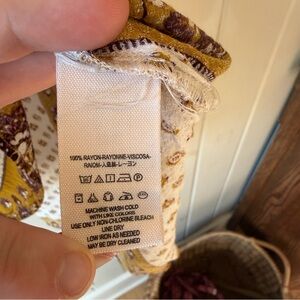 100% RAYON-RAYONNE-VISCOSA-
RAION-人造絲-レーヨン
MACHINE WASH COLD
WITH LIKE COLORS
USE ONLY NON-CHLORINE BLEACH
LINE DRY
LOW IRON AS NEEDED
MAY BE DRY CLEANED